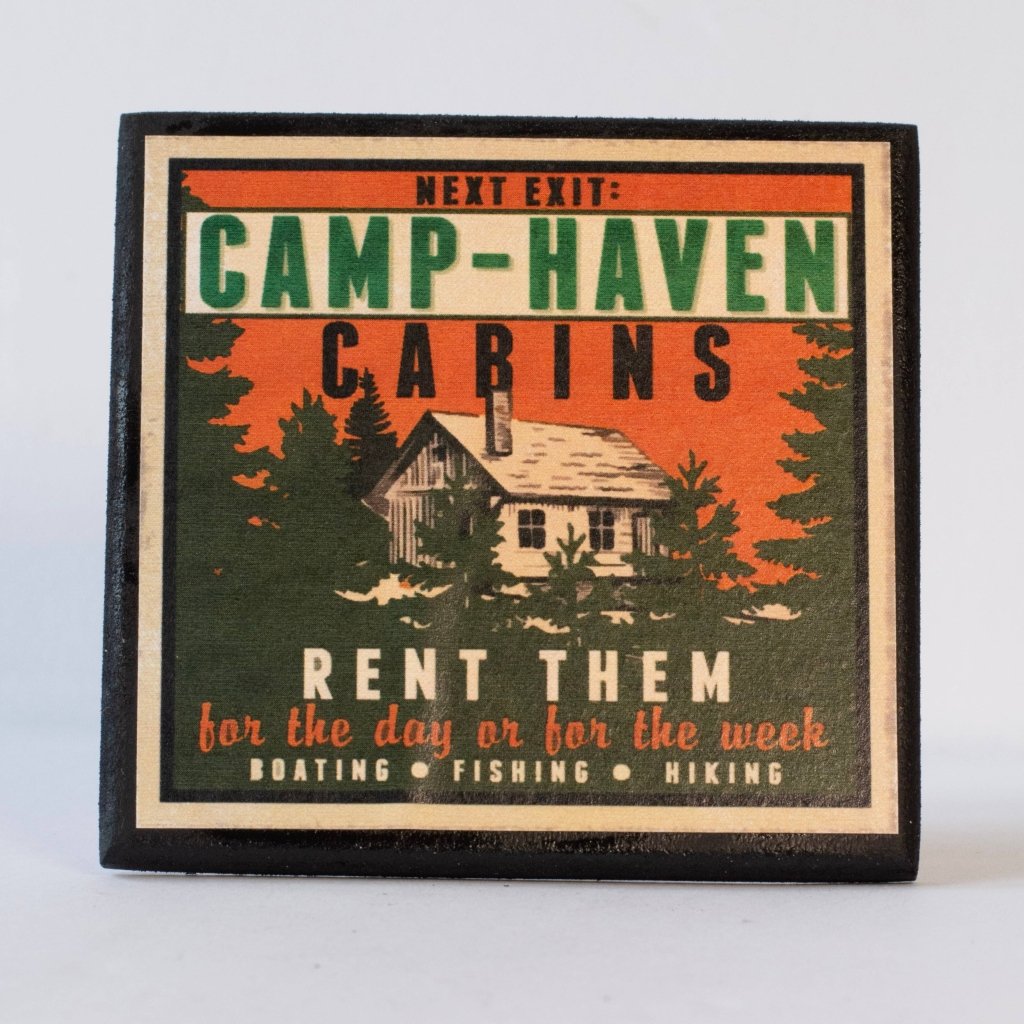 NEXT EXIT:
CAMP-HAVEN
CABINS
RENT THEM
for the day or for the week
BOATING • FISHING • HIKING